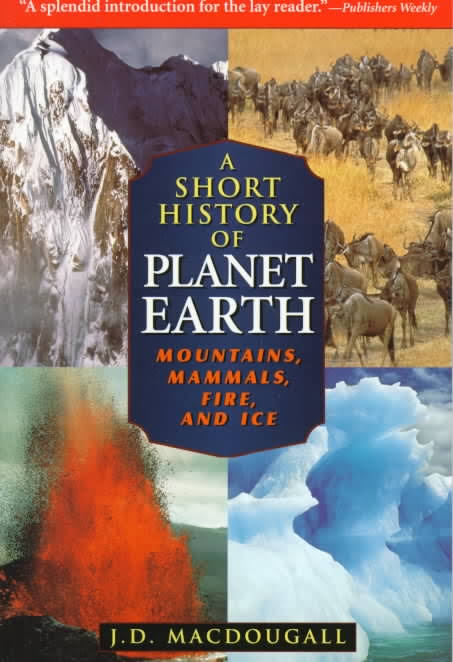 "A splendid introduction for the lay reader."—Publishers Weekly
A
SHORT
HISTORY
OF
PLANET
EARTH
MOUNTAINS,
MAMMALS,
FIRE,
AND ICE
J.D. MACDOUGALL